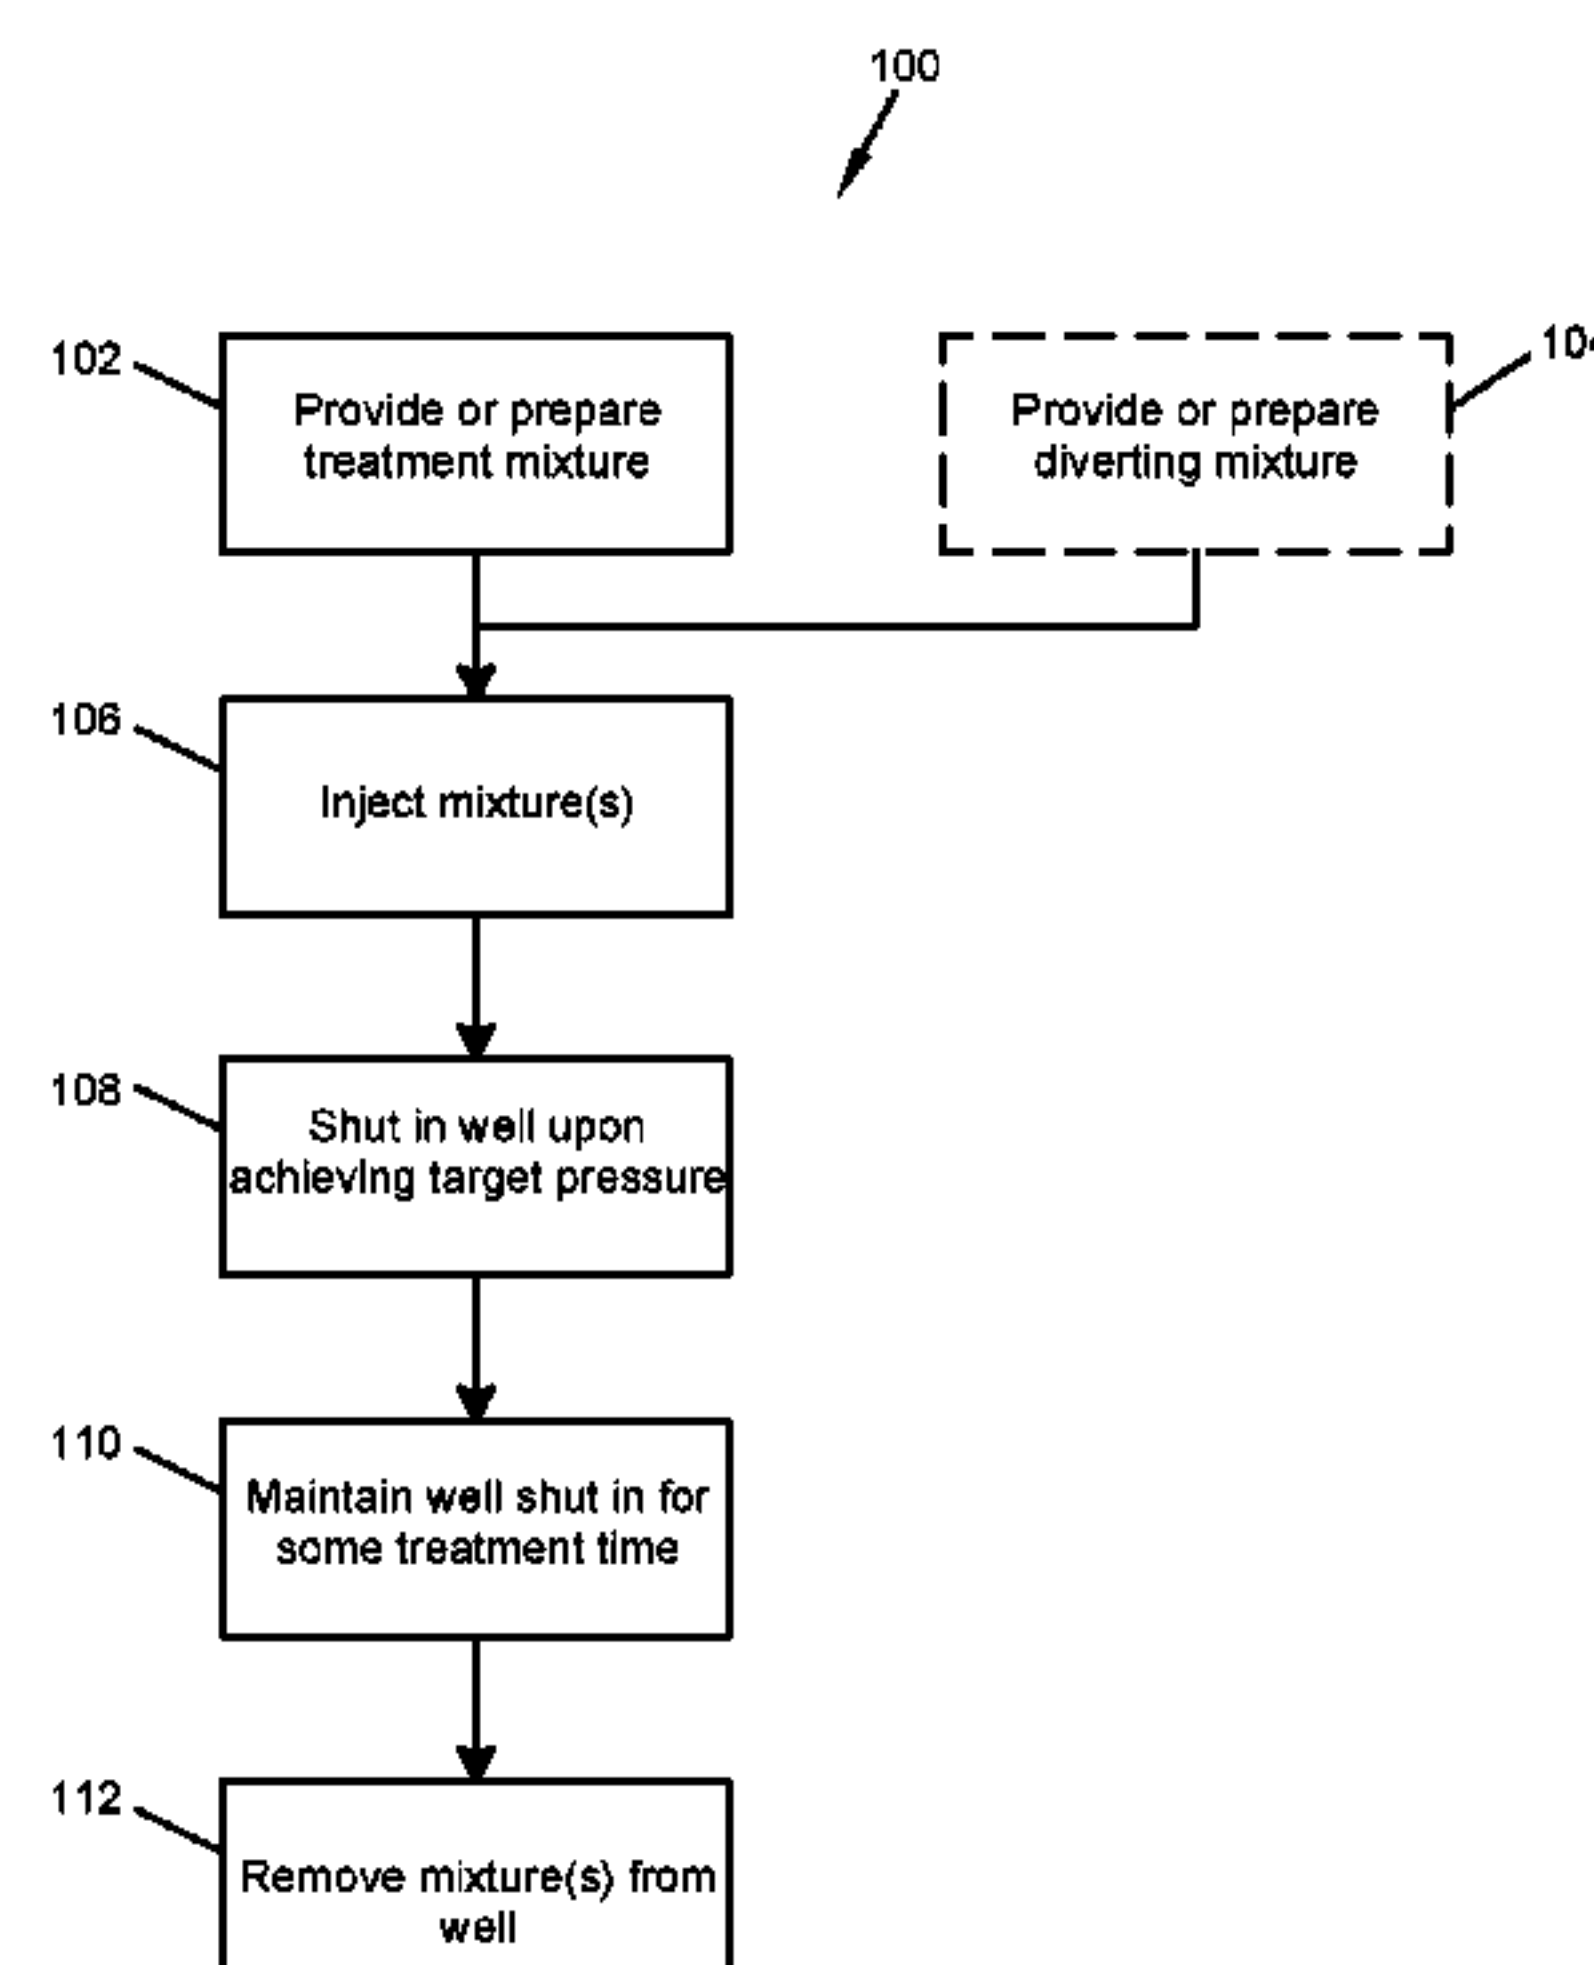 100
102
Provide or prepare
treatment mixture
Provide or prepare
diverting mixture
106
Inject mixture(s)
108
Shut in well upon
achieving target pressure
110
Maintain well shut in for
some treatment time
112
Remove mixture(s) from
well